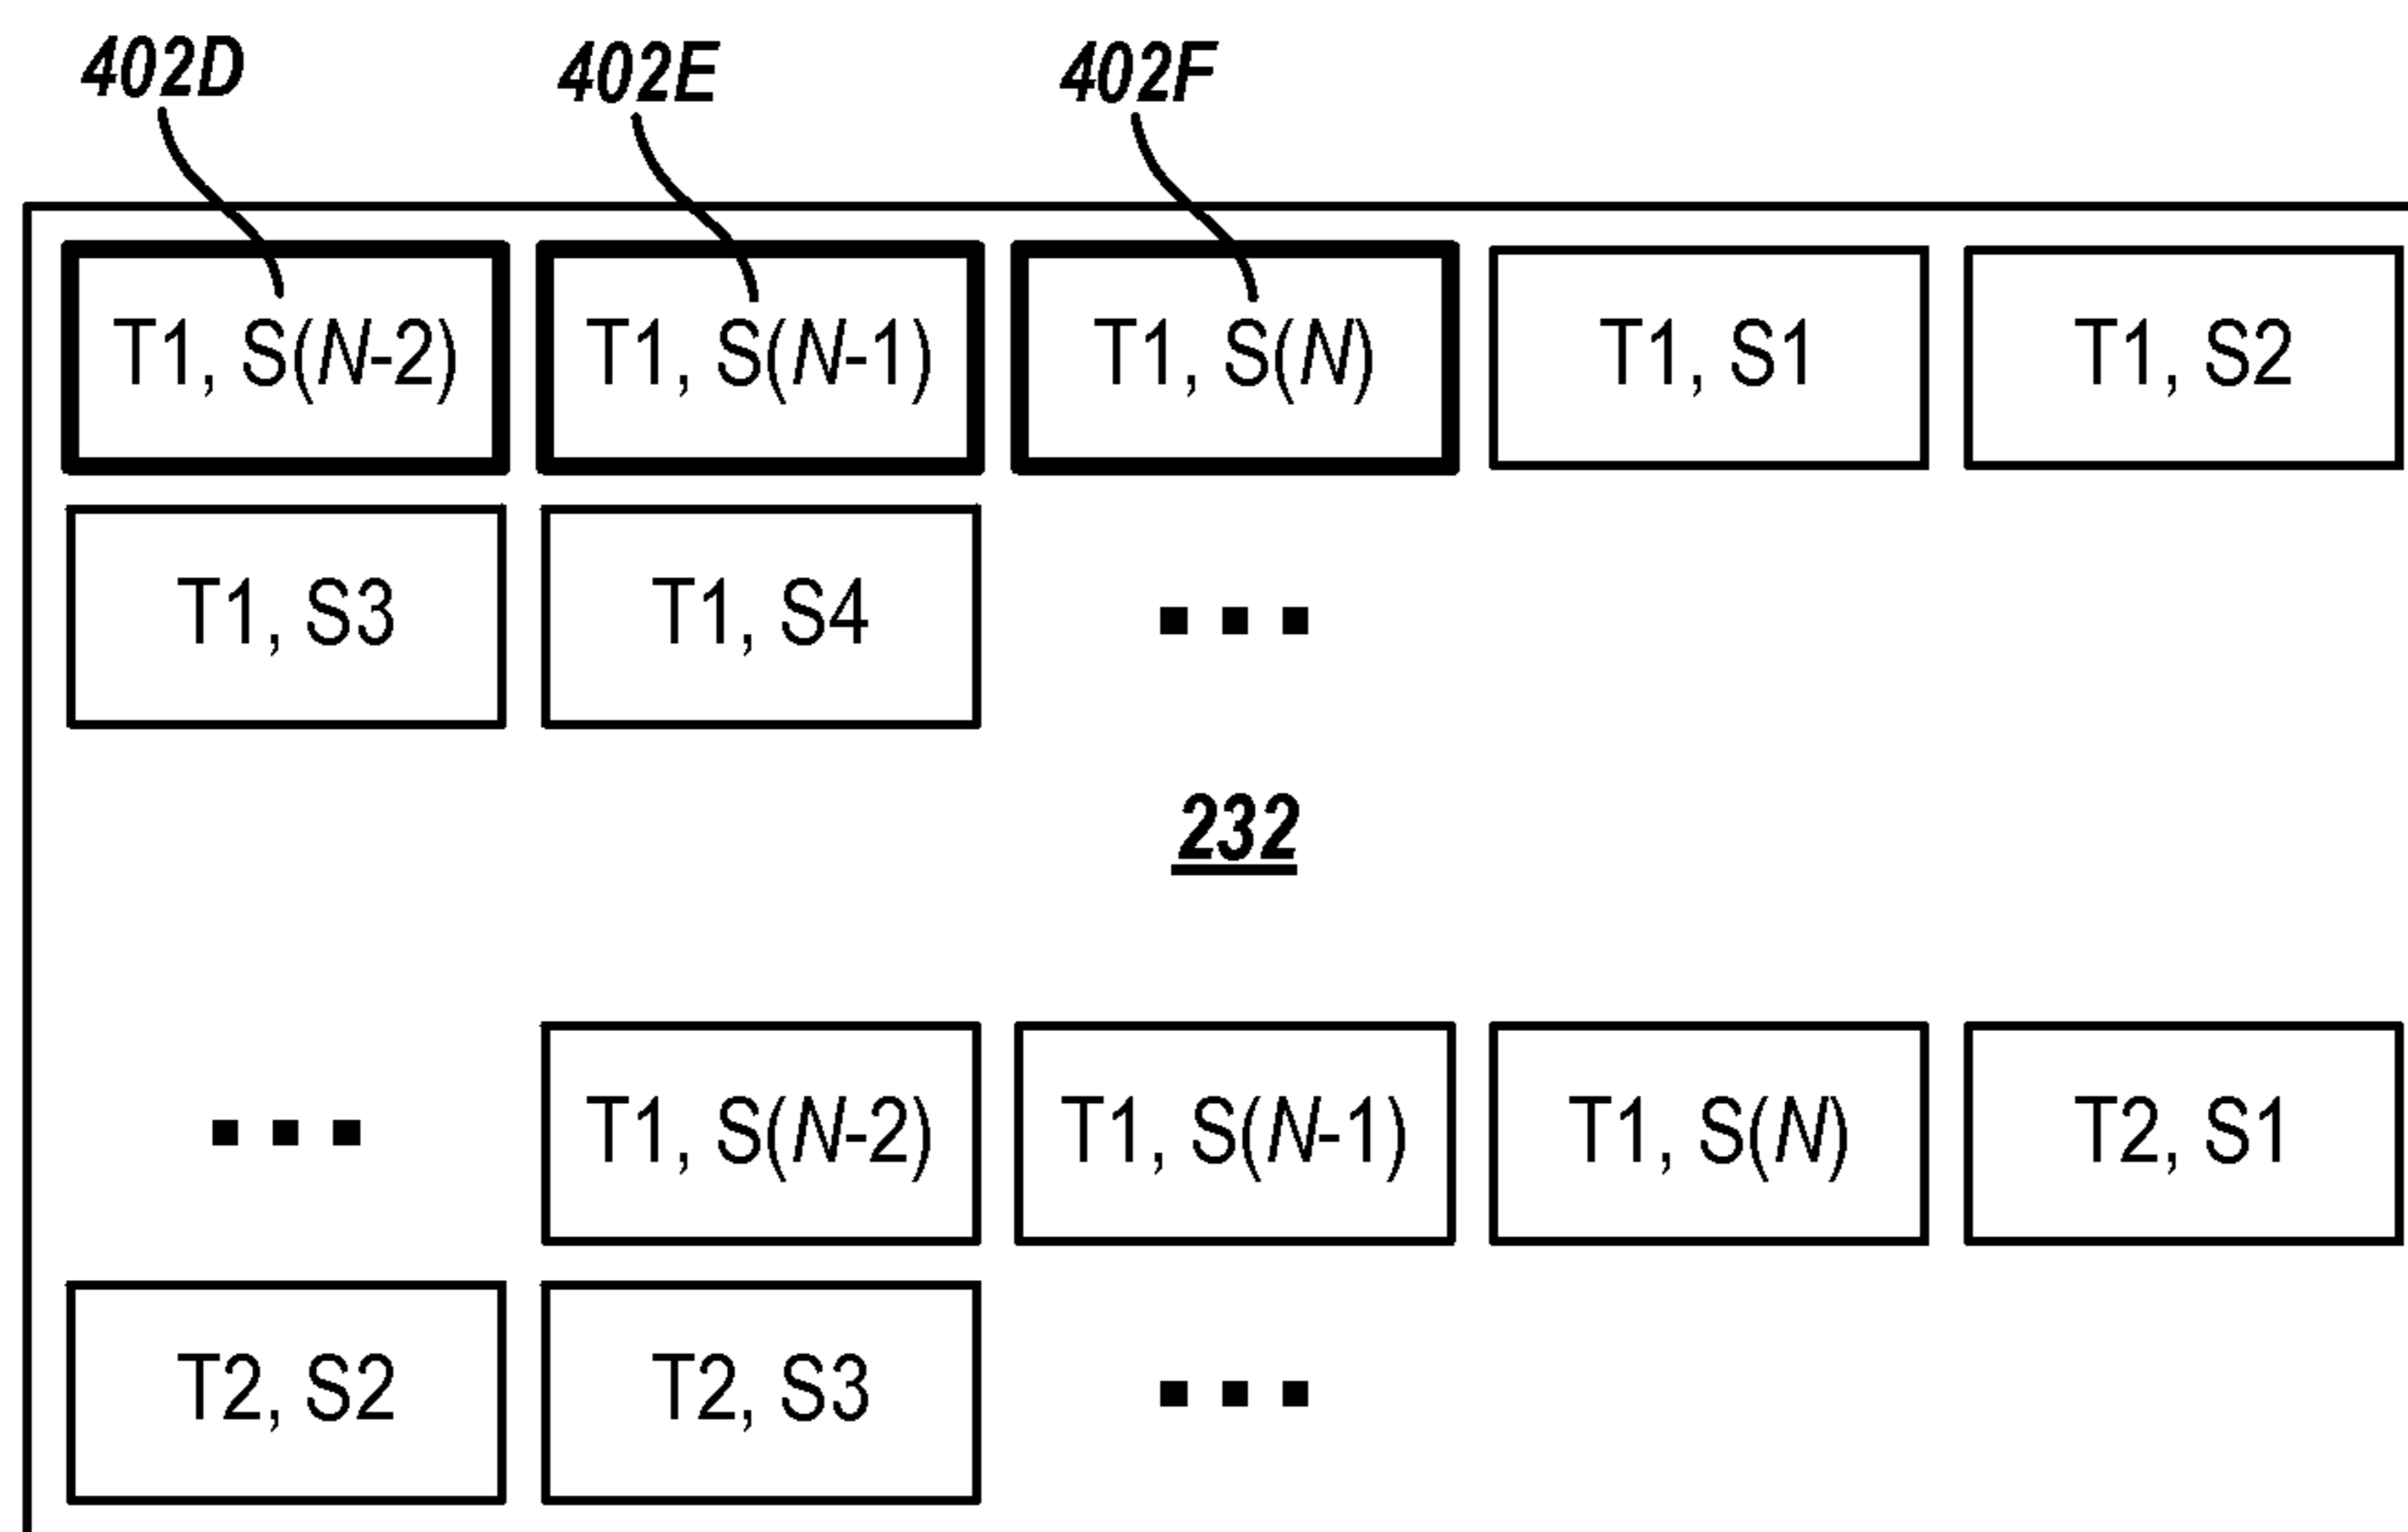 402D 402E 402F
T1, S(N-2) T1, S(N-1) T1, S(N) T1, S1 T1, S2
T1, S3 T1, S4 ...
232
... T1, S(N-2) T1, S(N-1) T1, S(N) T2, S1
T2, S2 T2, S3 ...